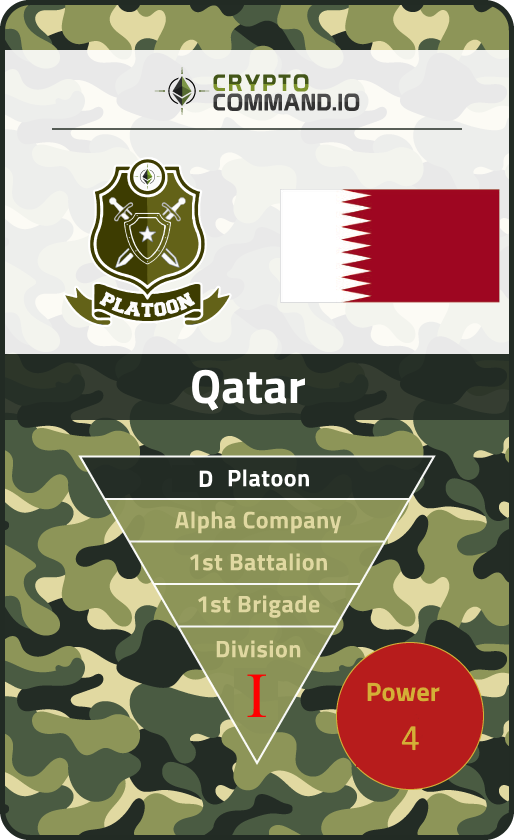 CRYPTO
COMMAND.IO
PLATOON
Qatar
D Platoon
Alpha Company
1st Battalion
1st Brigade
Division
I
Power
4